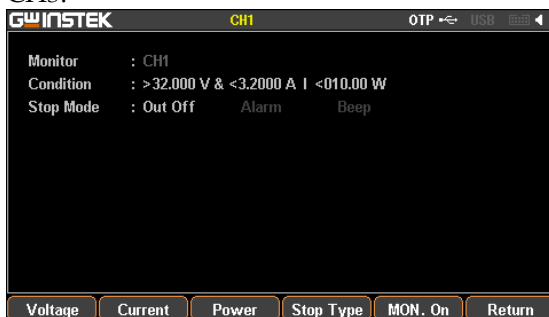 GWINSTEK CH1 OTP USB
Monitor : CH1
Condition : >32.000 V & <3.2000 A | <010.00 W
Stop Mode : Out Off Alarm Beep
Voltage Current Power Stop Type MON. On Return